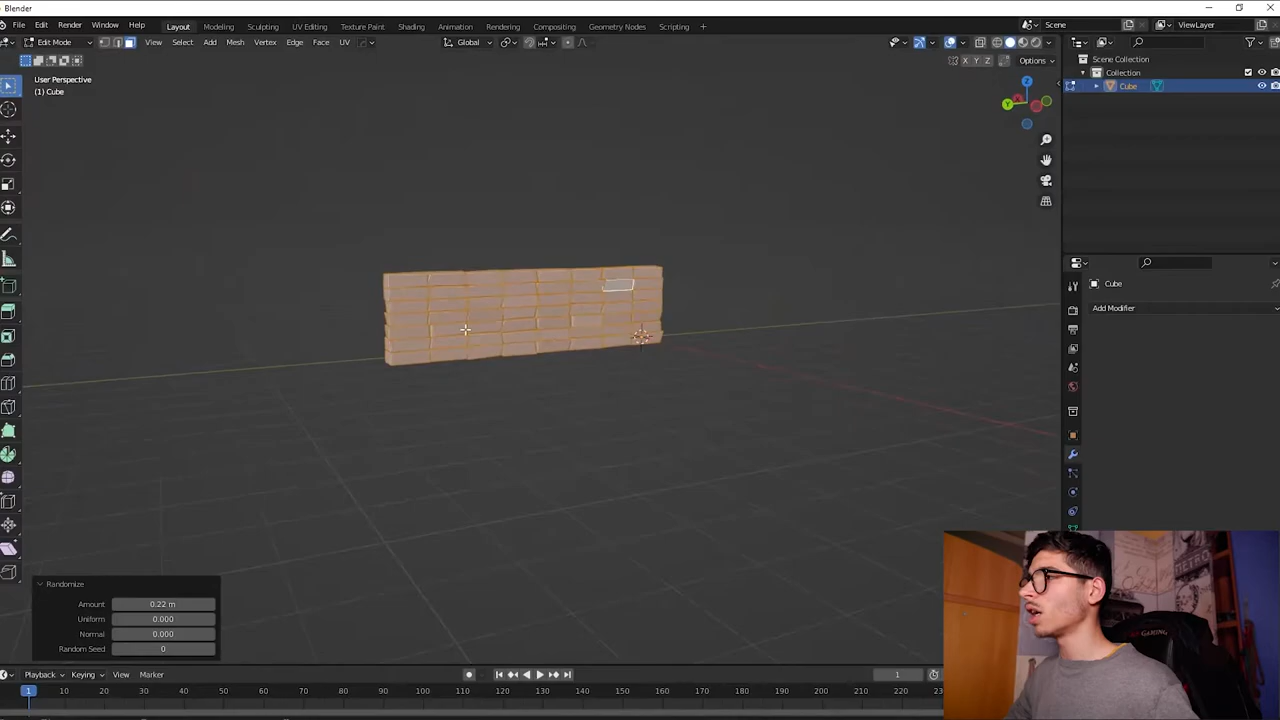 Blender
File Edit Render Window Help Layout Modeling Sculpting UV Editing Texture Paint Shading Animation Rendering Compositing Geometry Nodes Scripting + Scene ViewLayer
Edit Mode View Select Add Mesh Vertex Edge Face UV Global
X Y Z Options
User Perspective
(1) Cube
Z
Y
X
Scene Collection
Collection
Cube
Cube
Add Modifier
Randomize
Amount 0.22 m
Uniform 0.000
Normal 0.000
Random Seed 0
Playback Keying View Marker 1
1 10 20 30 40 50 60 70 80 90 100 110 120 130 140 150 160 170 180 190 200 210 220
GAMING